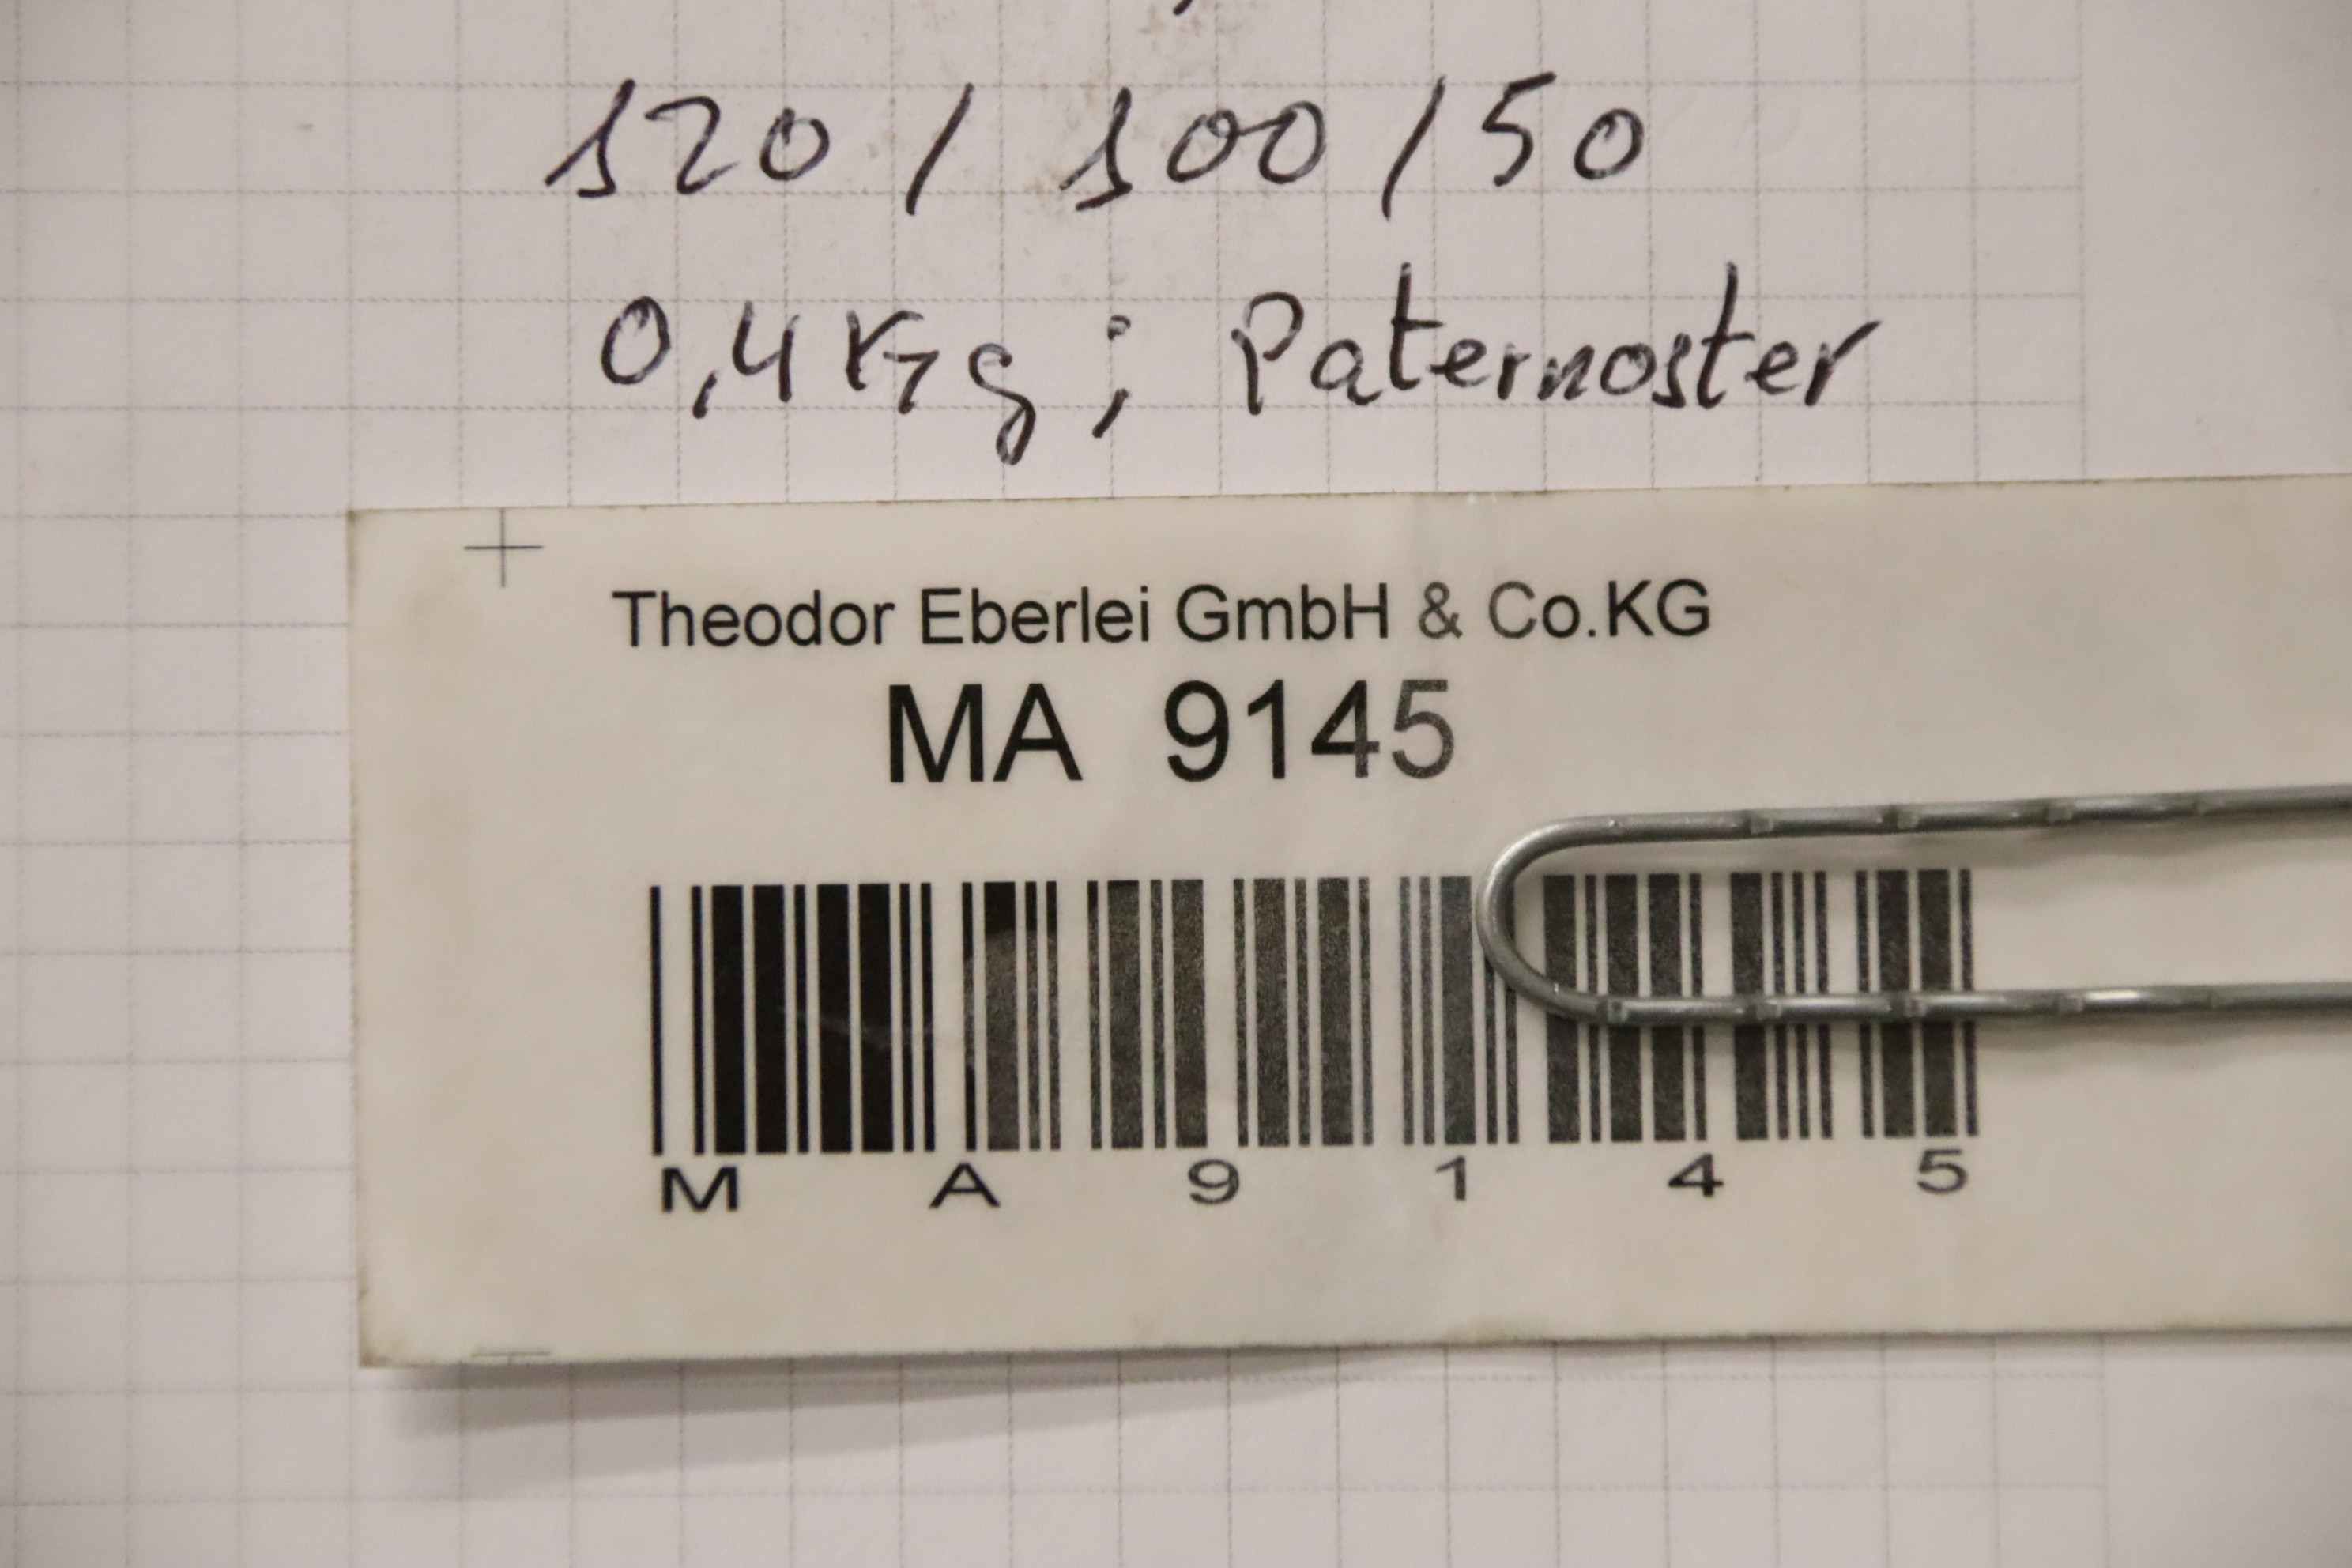 120 / 100 / 50
0,4 Kg ; Paternoster
Theodor Eberlei GmbH & Co.KG
MA 9145
M A 9 1 4 5